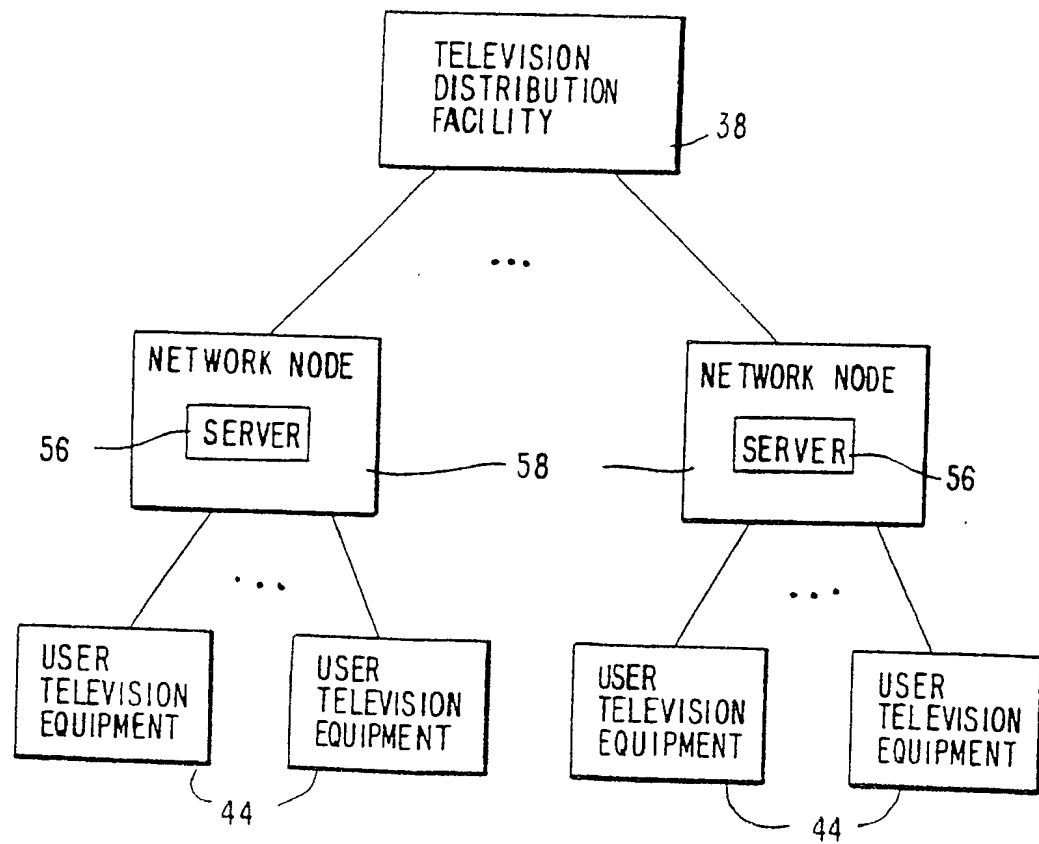 TELEVISION
DISTRIBUTION
FACILITY
38
NETWORK NODE
SERVER
56
58
NETWORK NODE
SERVER
56
USER
TELEVISION
EQUIPMENT
USER
TELEVISION
EQUIPMENT
44
USER
TELEVISION
EQUIPMENT
USER
TELEVISION
EQUIPMENT
44